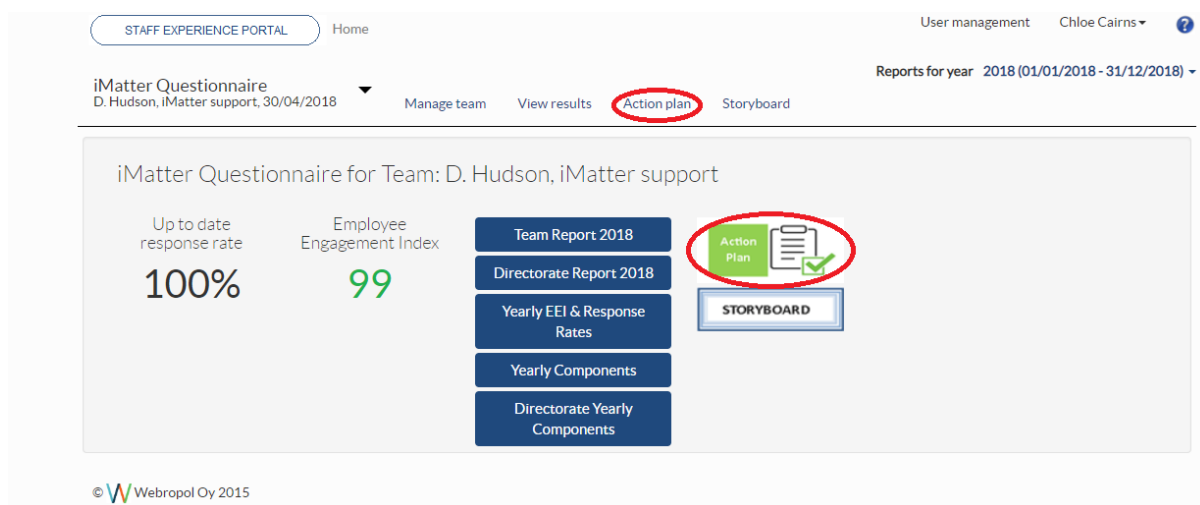 STAFF EXPERIENCE PORTAL Home User management Chloe Cairns ?
Reports for year 2018 (01/01/2018 - 31/12/2018)
iMatter Questionnaire
D. Hudson, iMatter support, 30/04/2018
Manage team View results Action plan Storyboard
iMatter Questionnaire for Team: D. Hudson, iMatter support
Up to date
response rate
100%
Employee
Engagement Index
99
Team Report 2018
Directorate Report 2018
Yearly EEI & Response
Rates
Yearly Components
Directorate Yearly
Components
Action
Plan
STORYBOARD
© Webropol Oy 2015